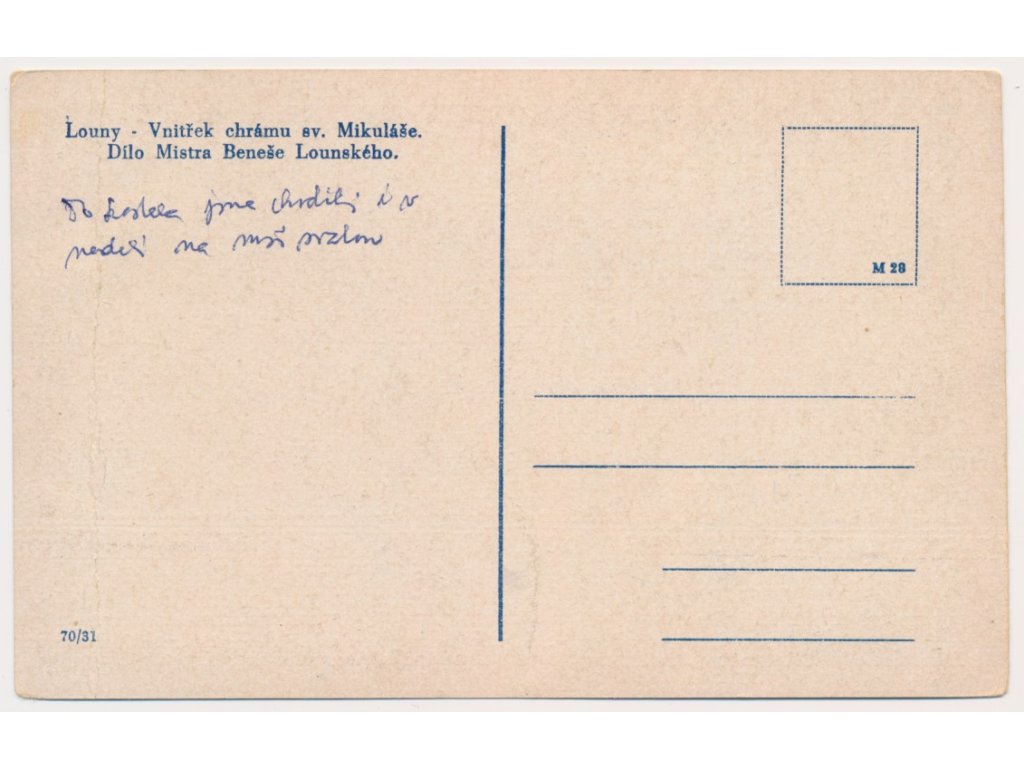 Louny - Vnitřek chrámu sv. Mikuláše.
Dílo Mistra Beneše Lounského.
Do kostela jsme chodili i v
neděli na mši svatou
M 28
70/31